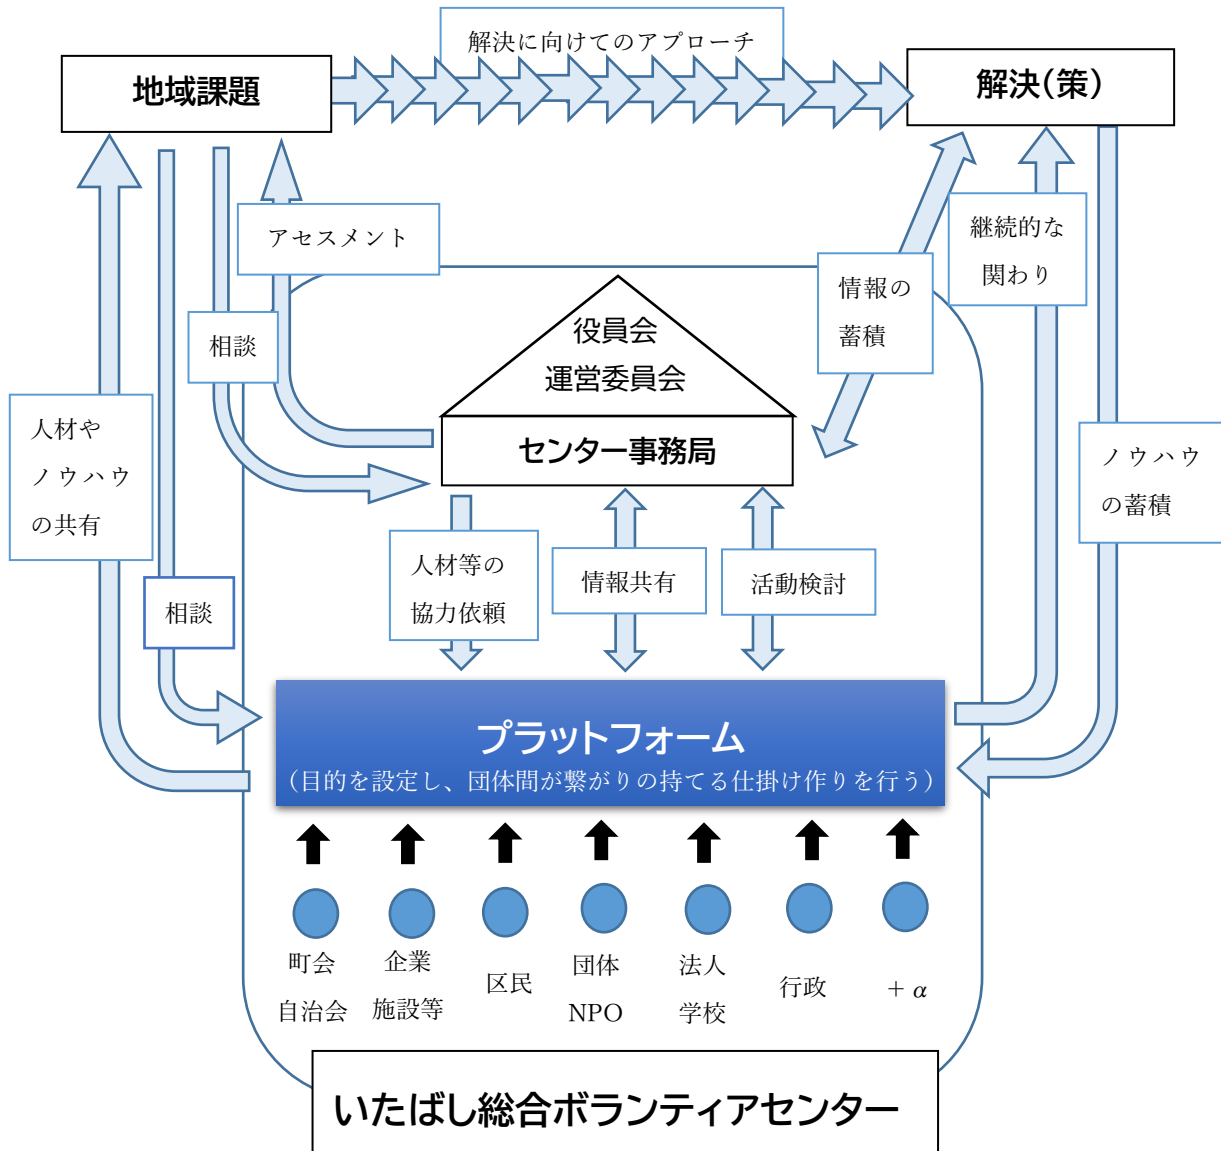 解決に向けてのアプローチ
地域課題
解決(策)
アセスメント
継続的な
関わり
情報の
蓄積
相談
役員会
運営委員会
センター事務局
人材や
ノウハウ
の共有
ノウハウ
の蓄積
相談
人材等の
協力依頼
情報共有
活動検討
プラットフォーム
(目的を設定し、団体間が繋がりの持てる仕掛け作りを行う)
町会
自治会
企業
施設等
区民
団体
NPO
法人
学校
行政
+α
いたばし総合ボランティアセンター